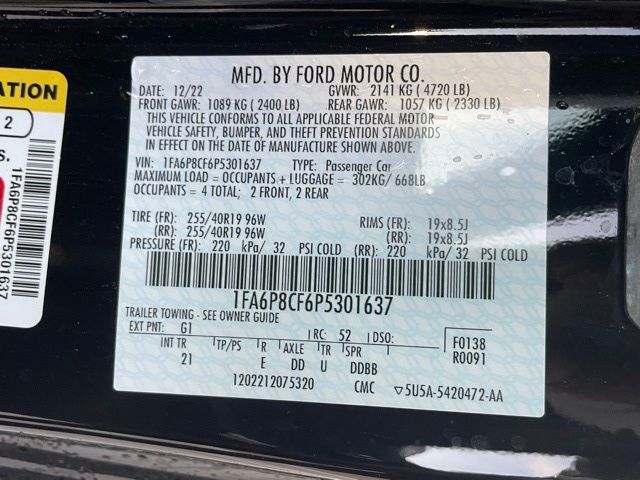 MFD. BY FORD MOTOR CO.
DATE: 12/22 GVWR: 2141 KG ( 4720 LB)
FRONT GAWR: 1089 KG ( 2400 LB) REAR GAWR: 1057 KG ( 2330 LB)
THIS VEHICLE CONFORMS TO ALL APPLICABLE FEDERAL MOTOR
VEHICLE SAFETY, BUMPER, AND THEFT PREVENTION STANDARDS
IN EFFECT ON THE DATE OF MANUFACTURE SHOWN ABOVE.
VIN: 1FA6P8CF6P5301637 TYPE: Passenger Car
MAXIMUM LOAD = OCCUPANTS + LUGGAGE = 302KG/ 668LB
OCCUPANTS = 4 TOTAL; 2 FRONT, 2 REAR
TIRE (FR): 255/40R19 96W RIMS (FR): 19x8.5J
(RR): 255/40R19 96W (RR): 19x8.5J
PRESSURE (FR): 220 kPa/ 32 PSI COLD (RR): 220 kPa/ 32 PSI COLD
1FA6P8CF6P5301637
TRAILER TOWING - SEE OWNER GUIDE
EXT PNT: G1 RC: 52 DSO: F0138
INT TR TP/PS R AXLE TR SPR R0091
21 E DD U DDBB
1202212075320 CMC 5U5A-5420472-AA
ATION
2
S.
1FA6P8CF6P5301637